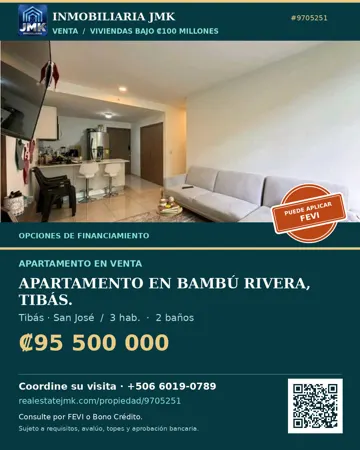 JMK
INMOBILIARIA JMK
#9705251
VENTA / VIVIENDAS BAJO ₡100 MILLONES
PUEDE APLICAR
FEVI
OPCIONES DE FINANCIAMIENTO
APARTAMENTO EN VENTA
APARTAMENTO EN BAMBÚ RIVERA,
TIBÁS.
Tibás · San José / 3 hab. · 2 baños
₡95 500 000
Coordine su visita · +506 6019-0789
realestatejmk.com/propiedad/9705251
Consulte por FEVI o Bono Crédito.
Sujeto a requisitos, avalúo, topes y aprobación bancaria.